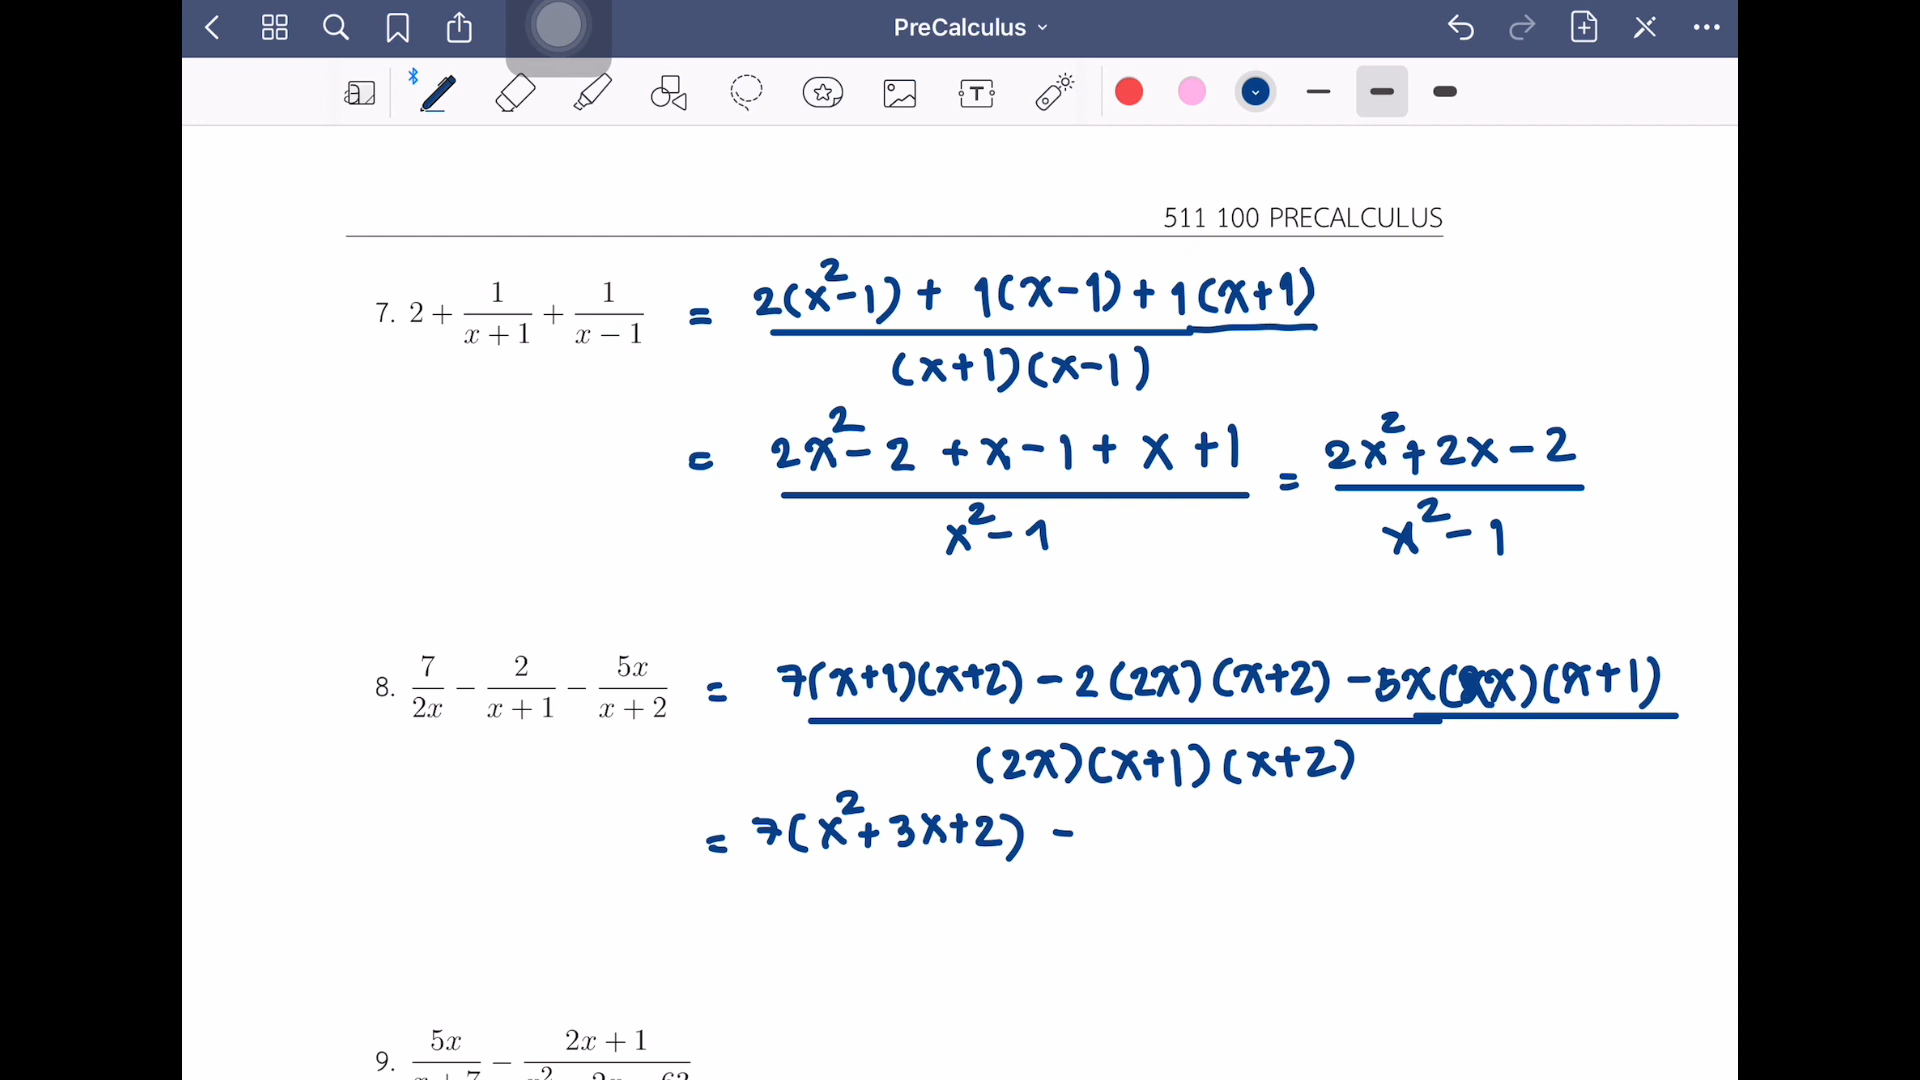 PreCalculus
511 100 PRECALCULUS
7. 2 + 1/(x + 1) + 1/(x − 1) = (2(x²-1) + 1(x-1) + 1(x+1))/((x+1)(x-1))
= (2x²-2 + x-1 + x+1)/(x²-1) = (2x²+2x-2)/(x²-1)
8. 7/(2x) − 2/(x + 1) − 5x/(x + 2) = (7(x+1)(x+2) - 2(2x)(x+2) - 5x(2x)(x+1))/((2x)(x+1)(x+2))
= 7(x²+3x+2) -
9. 5x/(x + 7) − (2x + 1)/